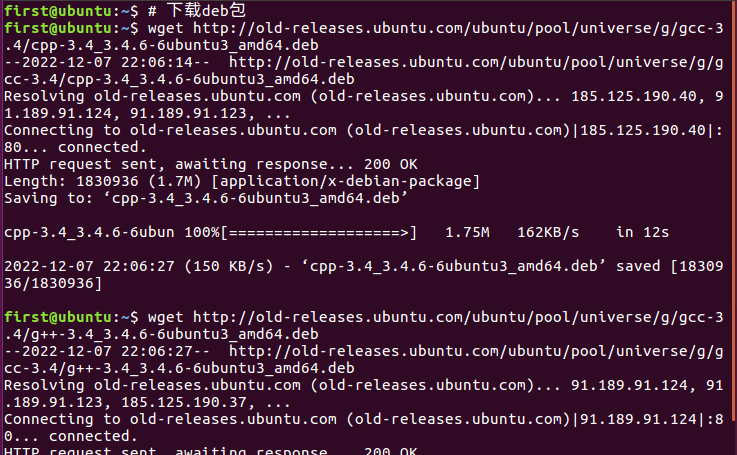 first@ubuntu:~$ # 下载deb包
first@ubuntu:~$ wget http://old-releases.ubuntu.com/ubuntu/pool/universe/g/gcc-3
.4/cpp-3.4_3.4.6-6ubuntu3_amd64.deb
--2022-12-07 22:06:14--  http://old-releases.ubuntu.com/ubuntu/pool/universe/g/g
cc-3.4/cpp-3.4_3.4.6-6ubuntu3_amd64.deb
Resolving old-releases.ubuntu.com (old-releases.ubuntu.com)... 185.125.190.40, 9
1.189.91.124, 91.189.91.123, ...
Connecting to old-releases.ubuntu.com (old-releases.ubuntu.com)|185.125.190.40|:
80... connected.
HTTP request sent, awaiting response... 200 OK
Length: 1830936 (1.7M) [application/x-debian-package]
Saving to: ‘cpp-3.4_3.4.6-6ubuntu3_amd64.deb’
cpp-3.4_3.4.6-6ubun 100%[===================>]   1.75M   162KB/s    in 12s
2022-12-07 22:06:27 (150 KB/s) - ‘cpp-3.4_3.4.6-6ubuntu3_amd64.deb’ saved [18309
36/1830936]
first@ubuntu:~$ wget http://old-releases.ubuntu.com/ubuntu/pool/universe/g/gcc-3
.4/g++-3.4_3.4.6-6ubuntu3_amd64.deb
--2022-12-07 22:06:27--  http://old-releases.ubuntu.com/ubuntu/pool/universe/g/g
cc-3.4/g++-3.4_3.4.6-6ubuntu3_amd64.deb
Resolving old-releases.ubuntu.com (old-releases.ubuntu.com)... 91.189.91.124, 91
.189.91.123, 185.125.190.37, ...
Connecting to old-releases.ubuntu.com (old-releases.ubuntu.com)|91.189.91.124|:8
0... connected.
HTTP request sent, awaiting response... 200 OK